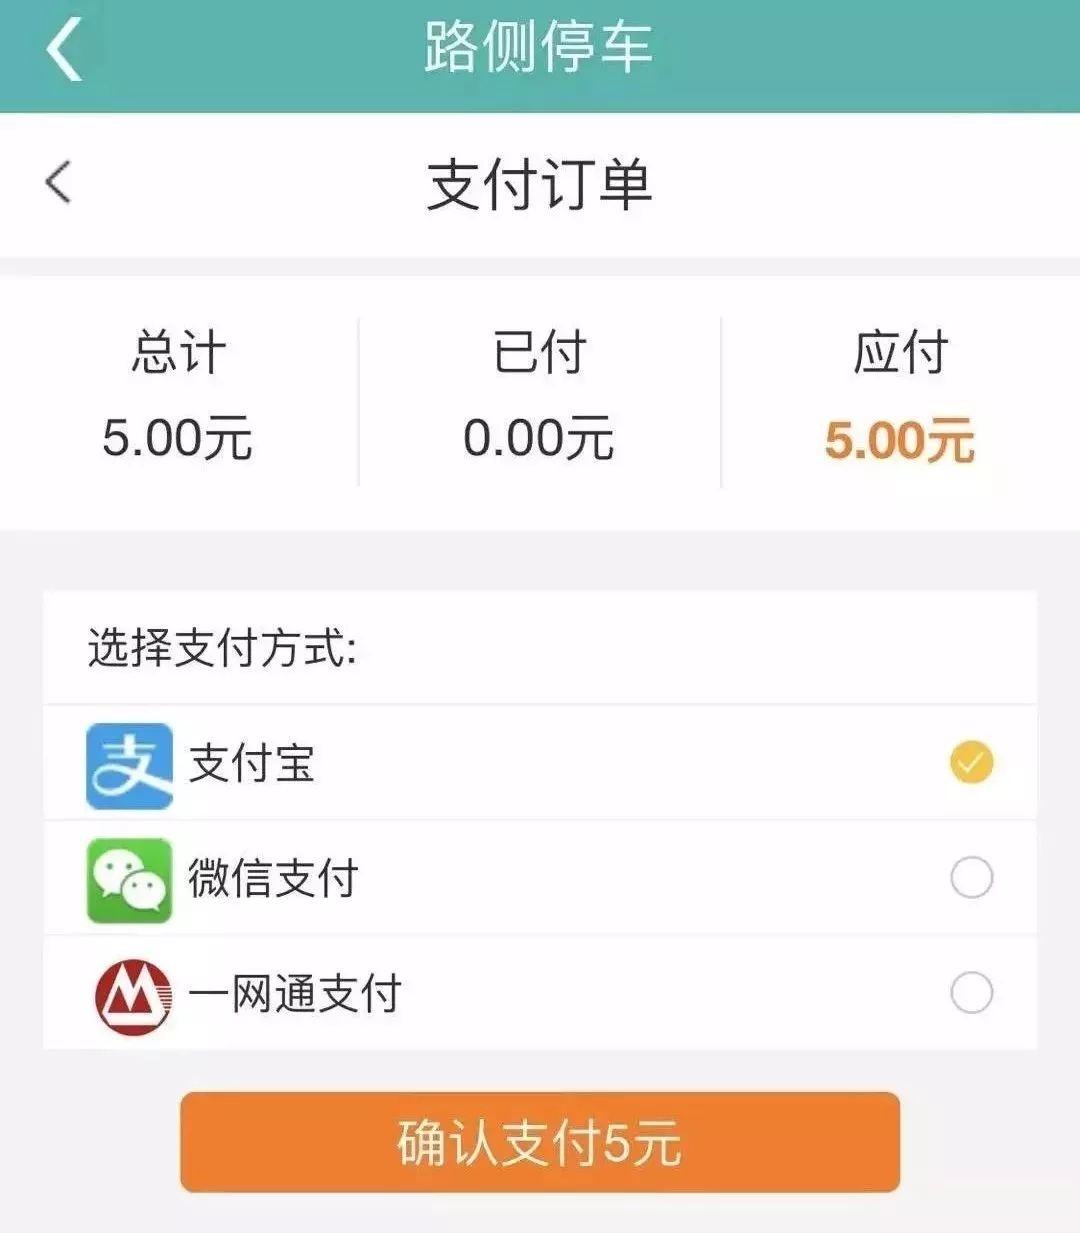 路侧停车
支付订单
总计 已付 应付
5.00元 0.00元 5.00元
选择支付方式:
支 支付宝
微信支付
一网通支付
确认支付5元